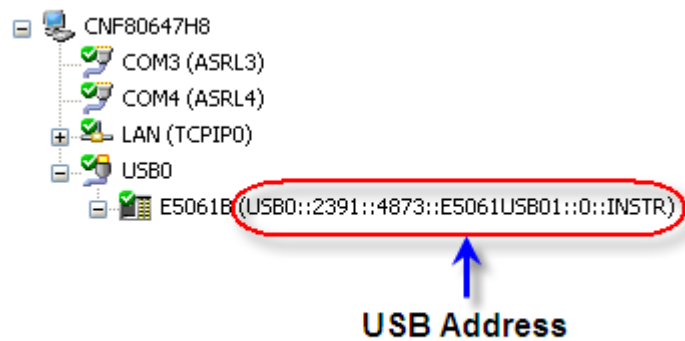 CNF80647H8
COM3 (ASRL3)
COM4 (ASRL4)
LAN (TCPIP0)
USB0
E5061B (USB0::2391::4873::E5061USB01::0::INSTR)
USB Address